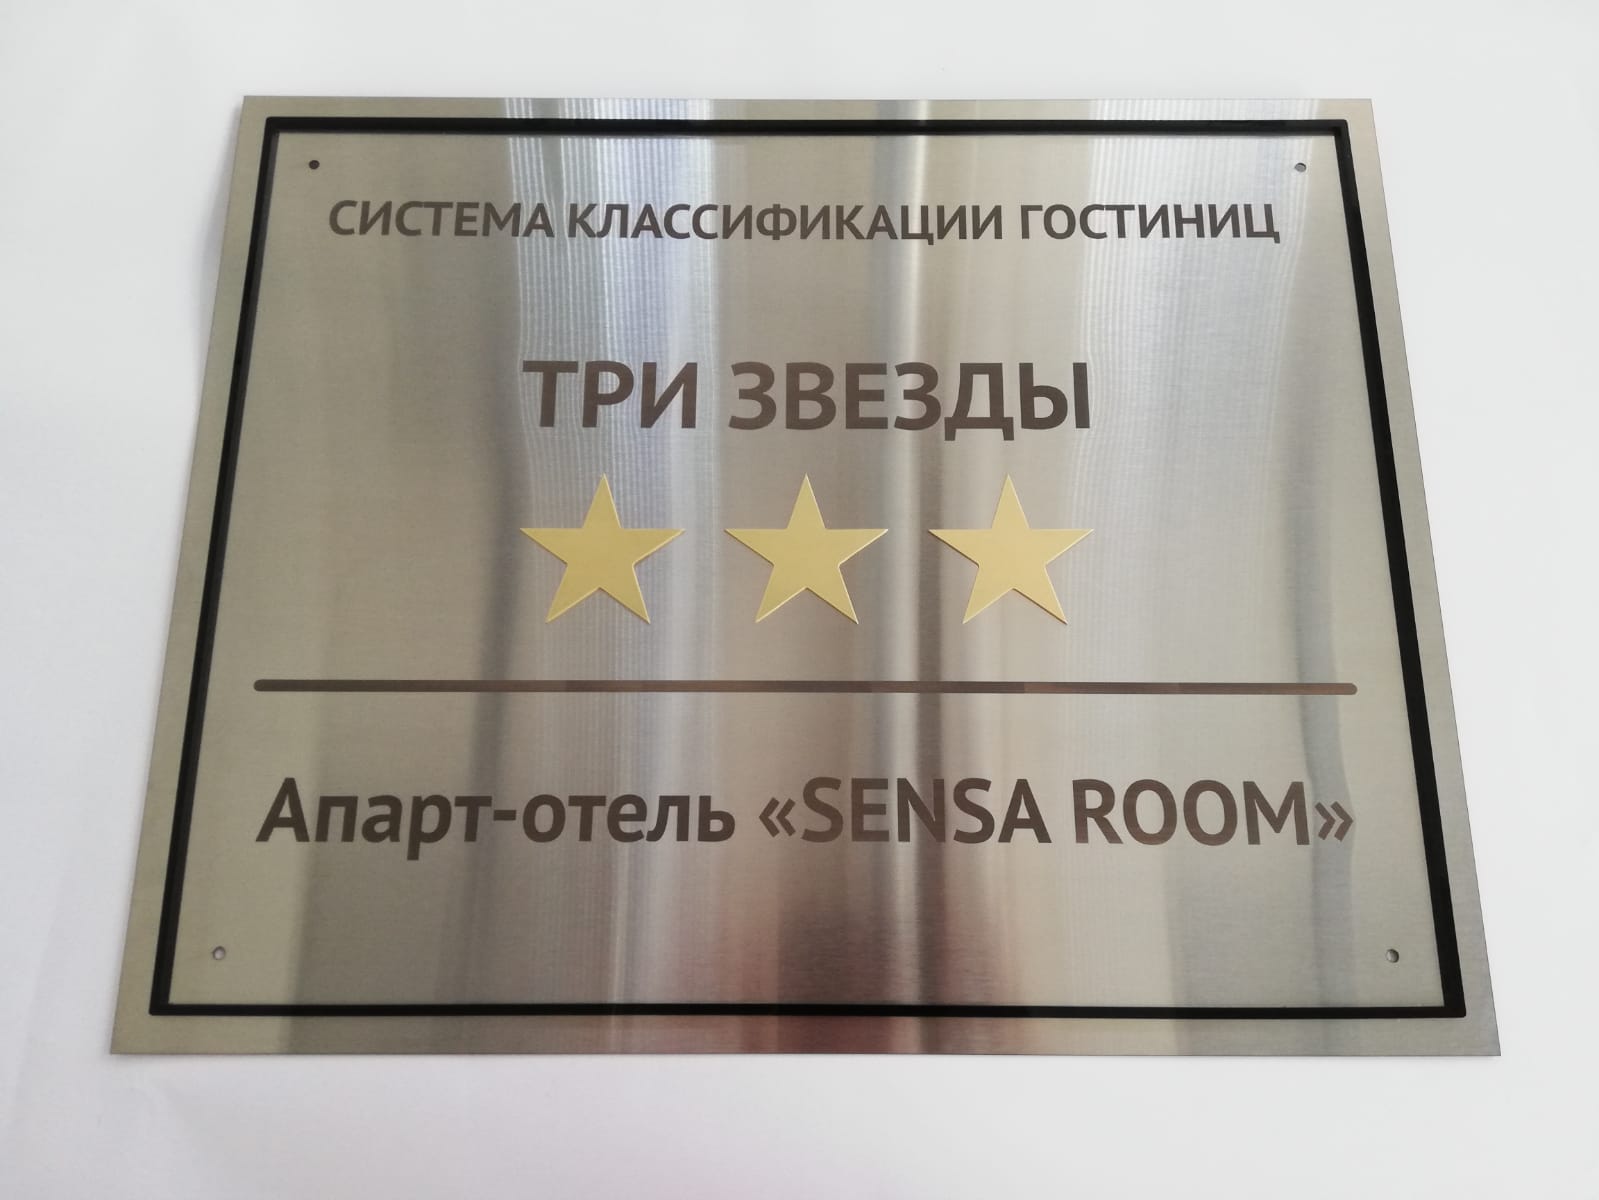 СИСТЕМА КЛАССИФИКАЦИИ ГОСТИНИЦ
ТРИ ЗВЕЗДЫ
Апарт-отель «SENSA ROOM»